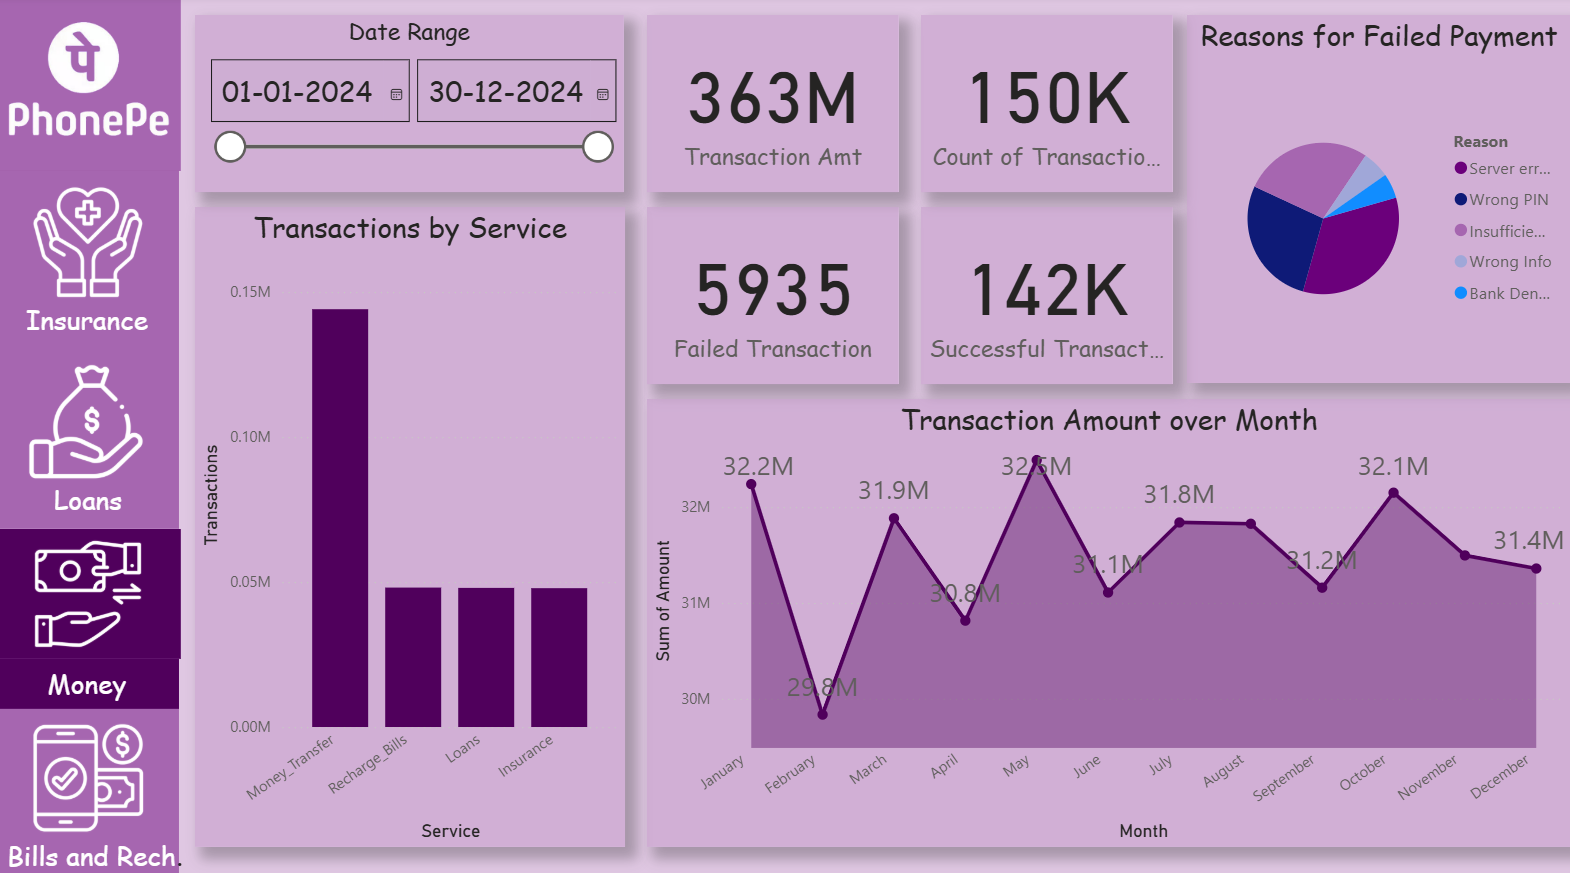 पे
PhonePe
Insurance
Loans
Money
Bills and Rech.
Date Range
01-01-2024
30-12-2024
363M
Transaction Amt
150K
Count of Transactio...
5935
Failed Transaction
142K
Successful Transact...
Reasons for Failed Payment
Reason
Server err...
Wrong PIN
Insufficie...
Wrong Info
Bank Den...
Transactions by Service
Transactions
0.15M
0.10M
0.05M
0.00M
Money_Transfer
Recharge_Bills
Loans
Insurance
Service
Transaction Amount over Month
Sum of Amount
32M
31M
30M
32.2M
29.8M
31.9M
30.8M
32.5M
31.1M
31.8M
31.2M
32.1M
31.4M
January
February
March
April
May
June
July
August
September
October
November
December
Month